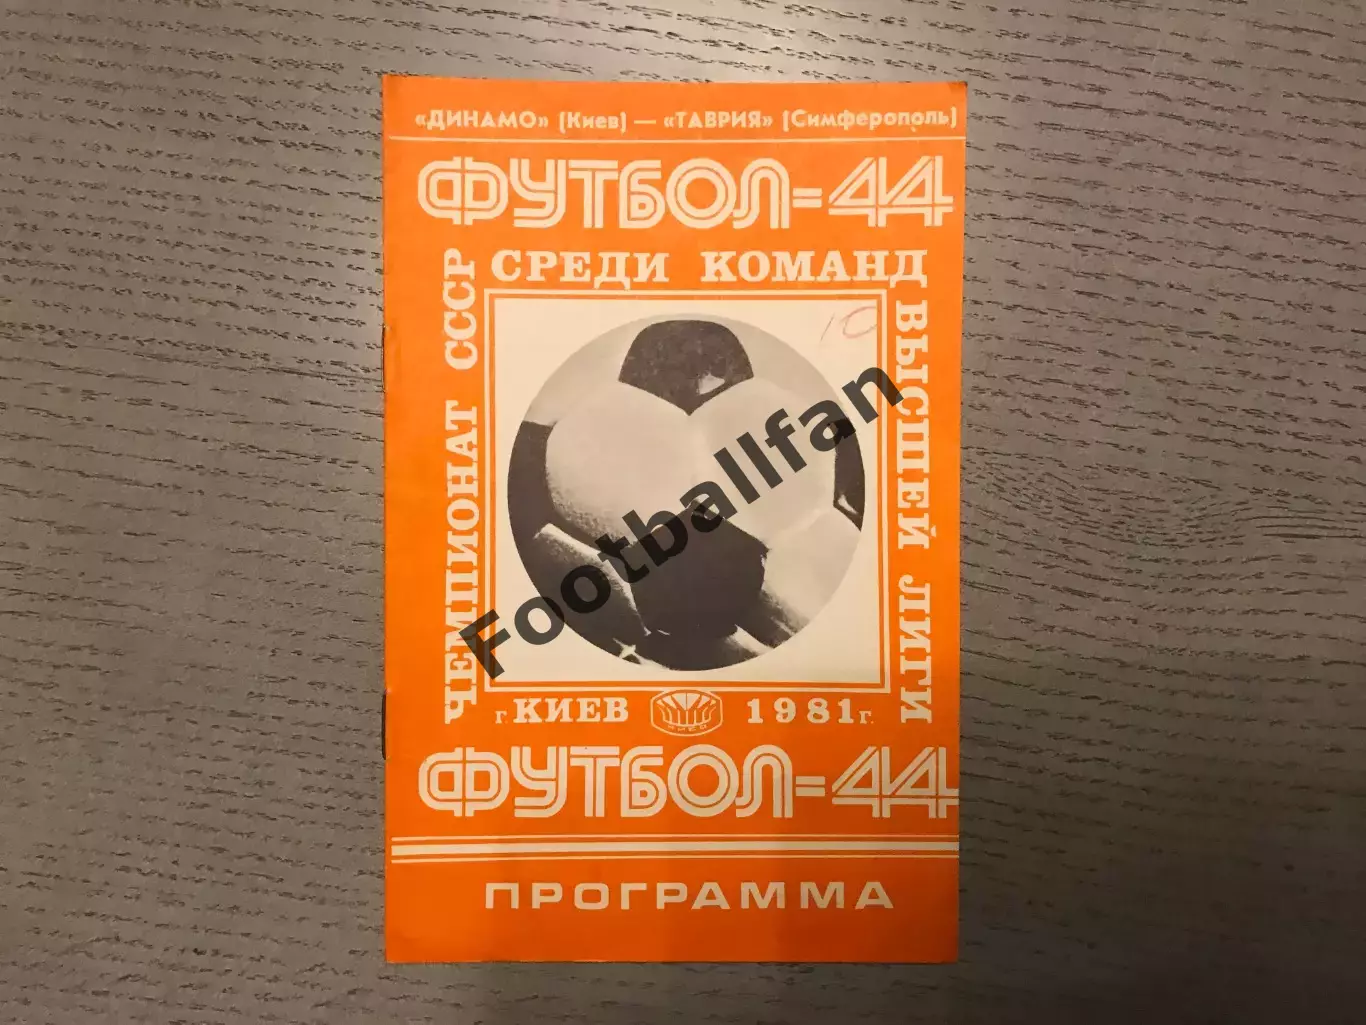 «ДИНАМО» (Киев) — «ТАВРИЯ» (Симферополь)
ФУТБОЛ-44
ЧЕМПИОНАТ СССР
СРЕДИ КОМАНД
ВЫСШЕЙ ЛИГИ
10
Footballfan
г. КИЕВ
КИЕВ
1981 г.
ФУТБОЛ-44
ПРОГРАММА